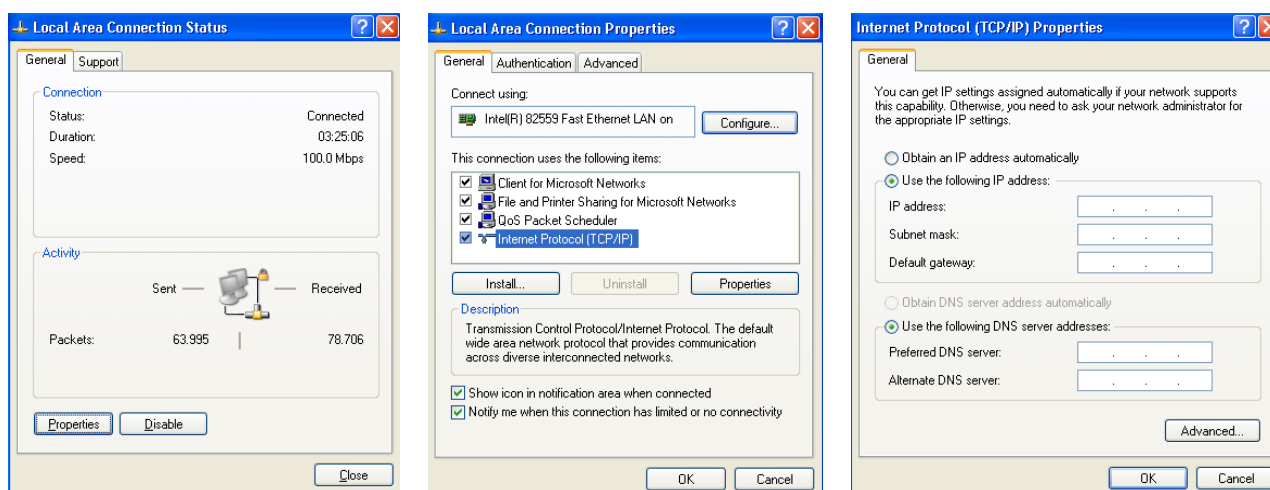 Local Area Connection Status
General Support
Connection
Status: Connected
Duration: 03:25:06
Speed: 100.0 Mbps
Activity
Sent — — Received
Packets: 63.995 | 78.706
Properties Disable
Close
Local Area Connection Properties
General Authentication Advanced
Connect using:
Intel(R) 82559 Fast Ethernet LAN on Configure...
This connection uses the following items:
Client for Microsoft Networks
File and Printer Sharing for Microsoft Networks
QoS Packet Scheduler
Internet Protocol (TCP/IP)
Install... Uninstall Properties
Description
Transmission Control Protocol/Internet Protocol. The default
wide area network protocol that provides communication
across diverse interconnected networks.
Show icon in notification area when connected
Notify me when this connection has limited or no connectivity
OK Cancel
Internet Protocol (TCP/IP) Properties
General
You can get IP settings assigned automatically if your network supports
this capability. Otherwise, you need to ask your network administrator for
the appropriate IP settings.
Obtain an IP address automatically
Use the following IP address:
IP address:
Subnet mask:
Default gateway:
Obtain DNS server address automatically
Use the following DNS server addresses:
Preferred DNS server:
Alternate DNS server:
Advanced...
OK Cancel